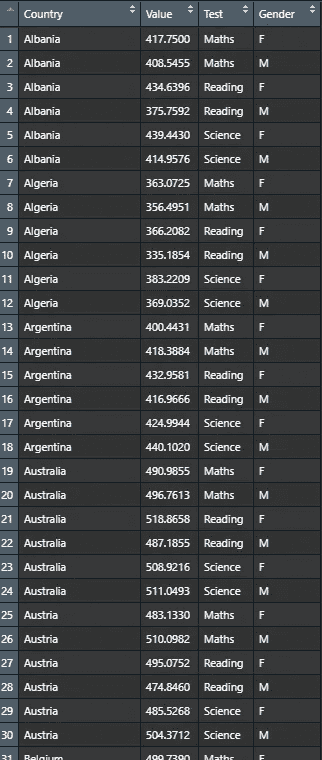 Country Value Test Gender
1 Albania 417.7500 Maths F
2 Albania 408.5455 Maths M
3 Albania 434.6396 Reading F
4 Albania 375.7592 Reading M
5 Albania 439.4430 Science F
6 Albania 414.9576 Science M
7 Algeria 363.0725 Maths F
8 Algeria 356.4951 Maths M
9 Algeria 366.2082 Reading F
10 Algeria 335.1854 Reading M
11 Algeria 383.2209 Science F
12 Algeria 369.0352 Science M
13 Argentina 400.4431 Maths F
14 Argentina 418.3884 Maths M
15 Argentina 432.9581 Reading F
16 Argentina 416.9666 Reading M
17 Argentina 424.9944 Science F
18 Argentina 440.1020 Science M
19 Australia 490.9855 Maths F
20 Australia 496.7613 Maths M
21 Australia 518.8658 Reading F
22 Australia 487.1855 Reading M
23 Australia 508.9216 Science F
24 Australia 511.0493 Science M
25 Austria 483.1330 Maths F
26 Austria 510.0982 Maths M
27 Austria 495.0752 Reading F
28 Austria 474.8460 Reading M
29 Austria 485.5268 Science F
30 Austria 504.3712 Science M
31 Belgium 499.7390 Maths F